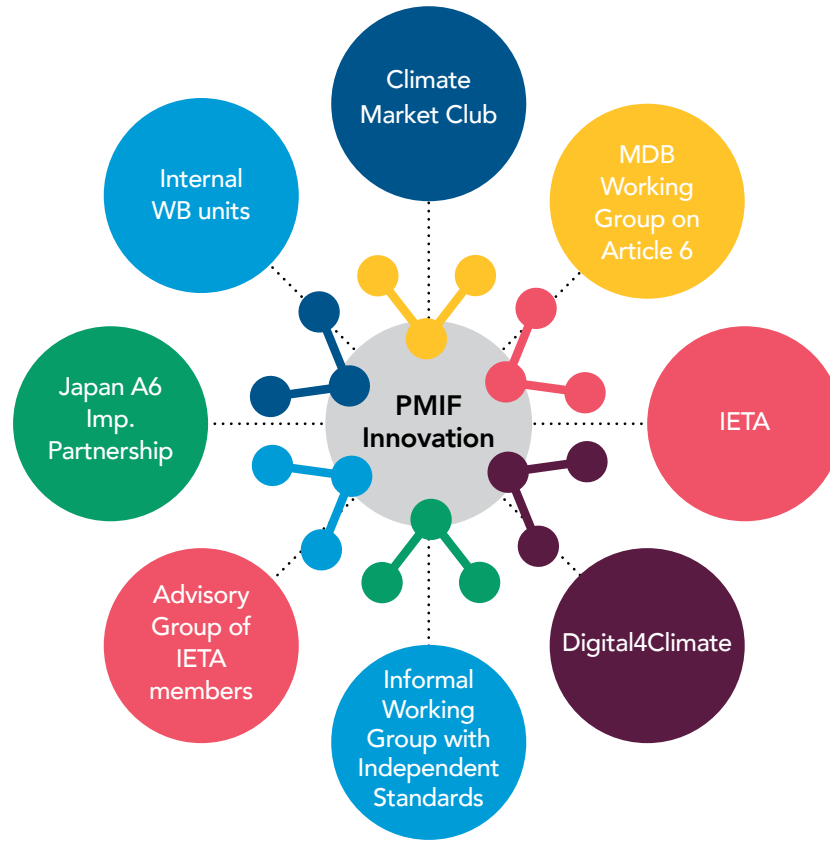 Climate
Market Club
MDB
Working
Group on
Article 6
IETA
Digital4Climate
Informal
Working
Group with
Independent
Standards
Advisory
Group of
IETA
members
Japan A6
Imp.
Partnership
Internal
WB units
PMIF
Innovation